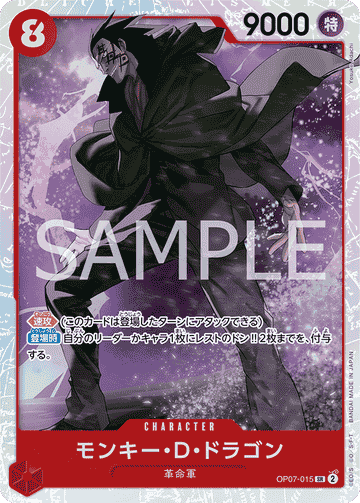 8
9000
特
SAMPLE
速攻 (このカードは登場したターンにアタックできる)
登場時 自分のリーダーかキャラ1枚にレストのドン!!2枚までを、付与
する。
CHARACTER
モンキー・D・ドラゴン
革命軍
OP07-015 SR 2
BANDAI MADE IN JAPAN